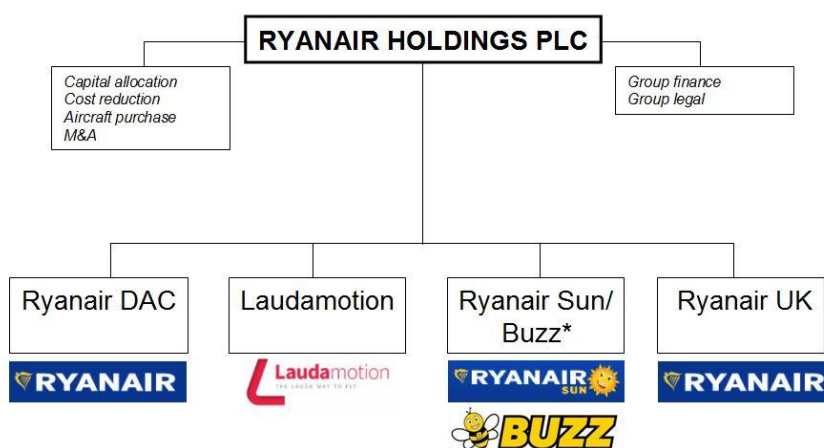 RYANAIR HOLDINGS PLC
Capital allocation
Cost reduction
Aircraft purchase
M&A
Group finance
Group legal
Ryanair DAC
Laudamotion
Ryanair Sun/
Buzz*
Ryanair UK
RYANAIR
Laudamotion
THE LAUDA WAY TO FLY
RYANAIR
SUN
RYANAIR
BUZZ